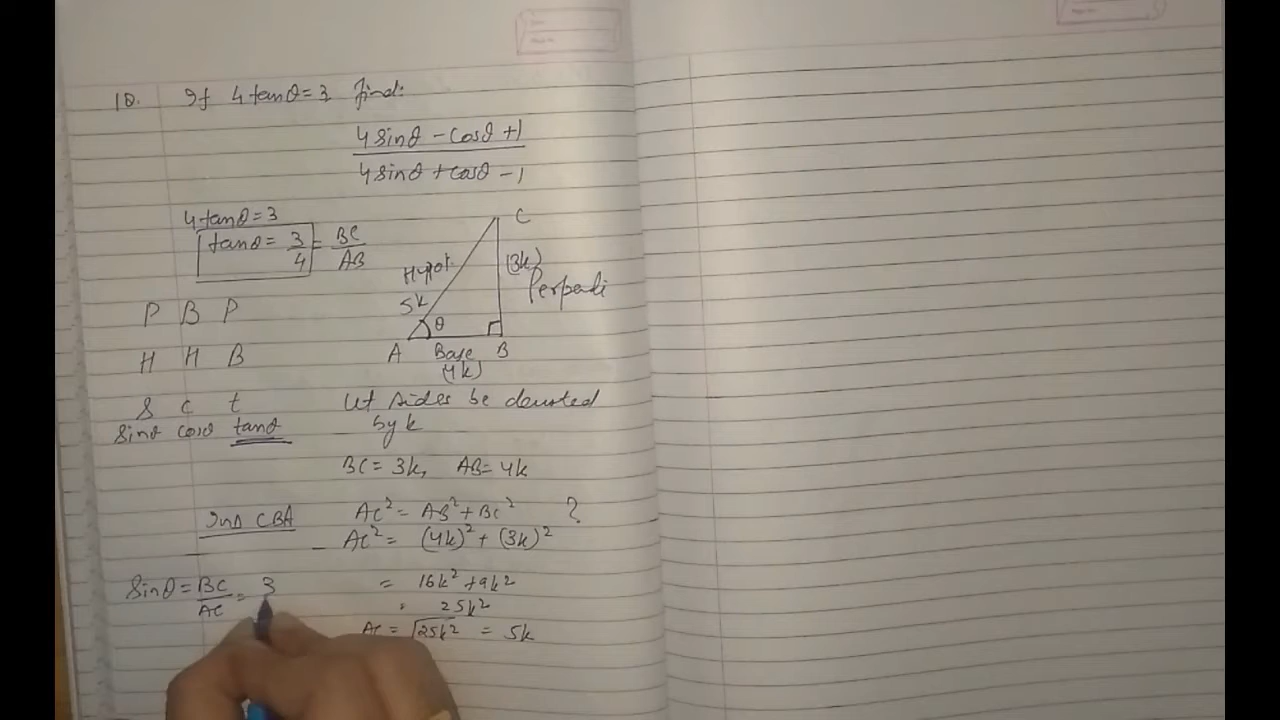 10. If 4 tanθ = 3 find:
4 sinθ - cosθ + 1
4 sinθ + cosθ - 1
4 tanθ = 3
tanθ = 3/4 = BC/AB
C
Hypot.
(3k)
Perpendi
5k
θ
A Base B
(4k)
P B P
H H B
S C t
sinθ cosθ tanθ
Let sides be denoted
by k
BC = 3k, AB = 4k
In Δ CBA
AC² = AB² + BC² ?
AC² = (4k)² + (3k)²
= 16k² + 9k²
25k²
AC = √25k² = 5k
Sinθ = BC/AC = 3